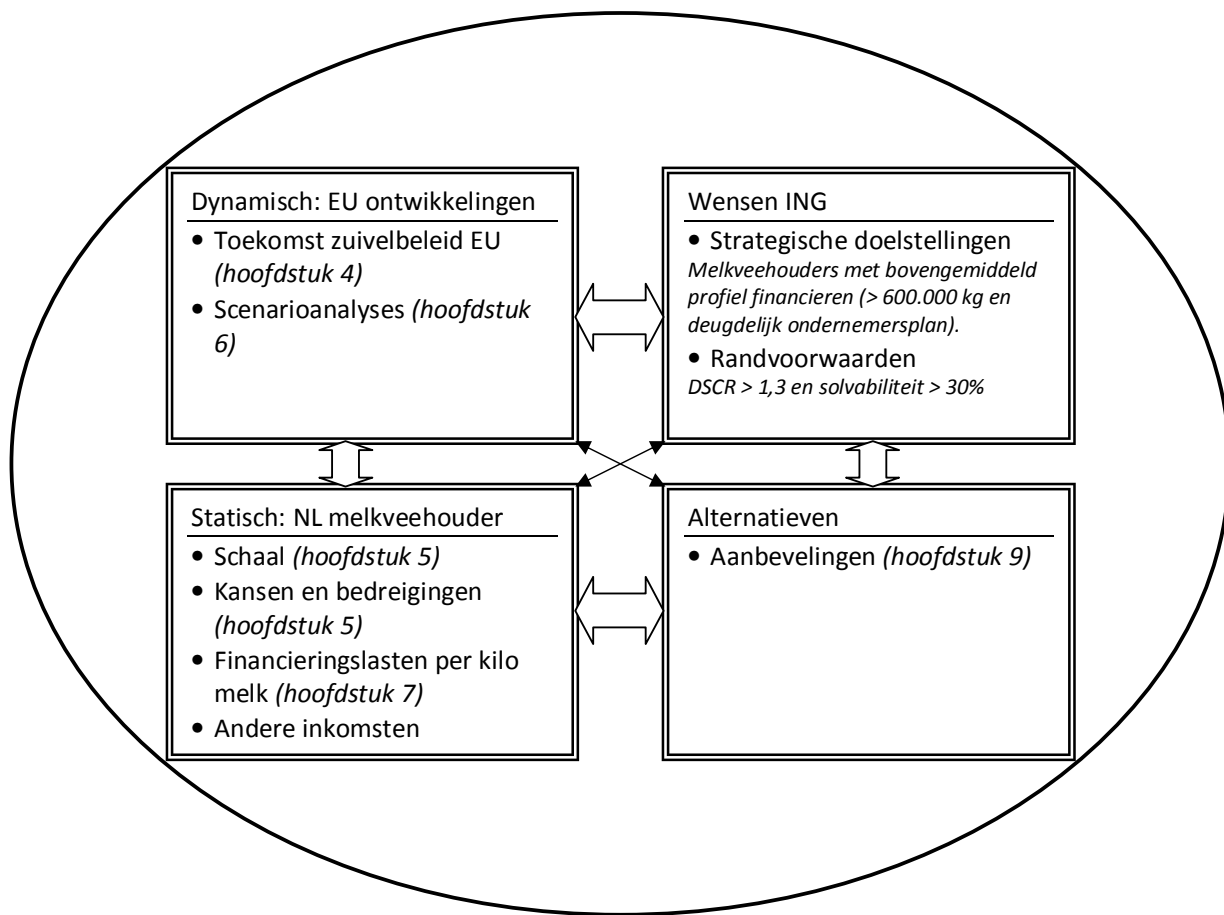 Dynamisch: EU ontwikkelingen
• Toekomst zuivelbeleid EU
(hoofdstuk 4)
• Scenarioanalyses (hoofdstuk
6)
Wensen ING
• Strategische doelstellingen
Melkveehouders met bovengemiddeld
profiel financieren (> 600.000 kg en
deugdelijk ondernemersplan).
• Randvoorwaarden
DSCR > 1,3 en solvabiliteit > 30%
Statisch: NL melkveehouder
• Schaal (hoofdstuk 5)
• Kansen en bedreigingen
(hoofdstuk 5)
• Financieringslasten per kilo
melk (hoofdstuk 7)
• Andere inkomsten
Alternatieven
• Aanbevelingen (hoofdstuk 9)